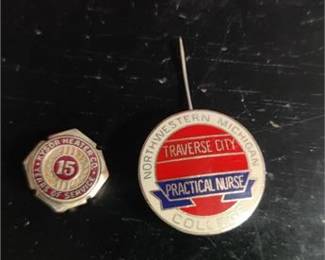 HEATER CO.
15
YEARS OF SERVICE
NORTHWESTERN MICHIGAN
TRAVERSE CITY
PRACTICAL NURSE
COLLEGE